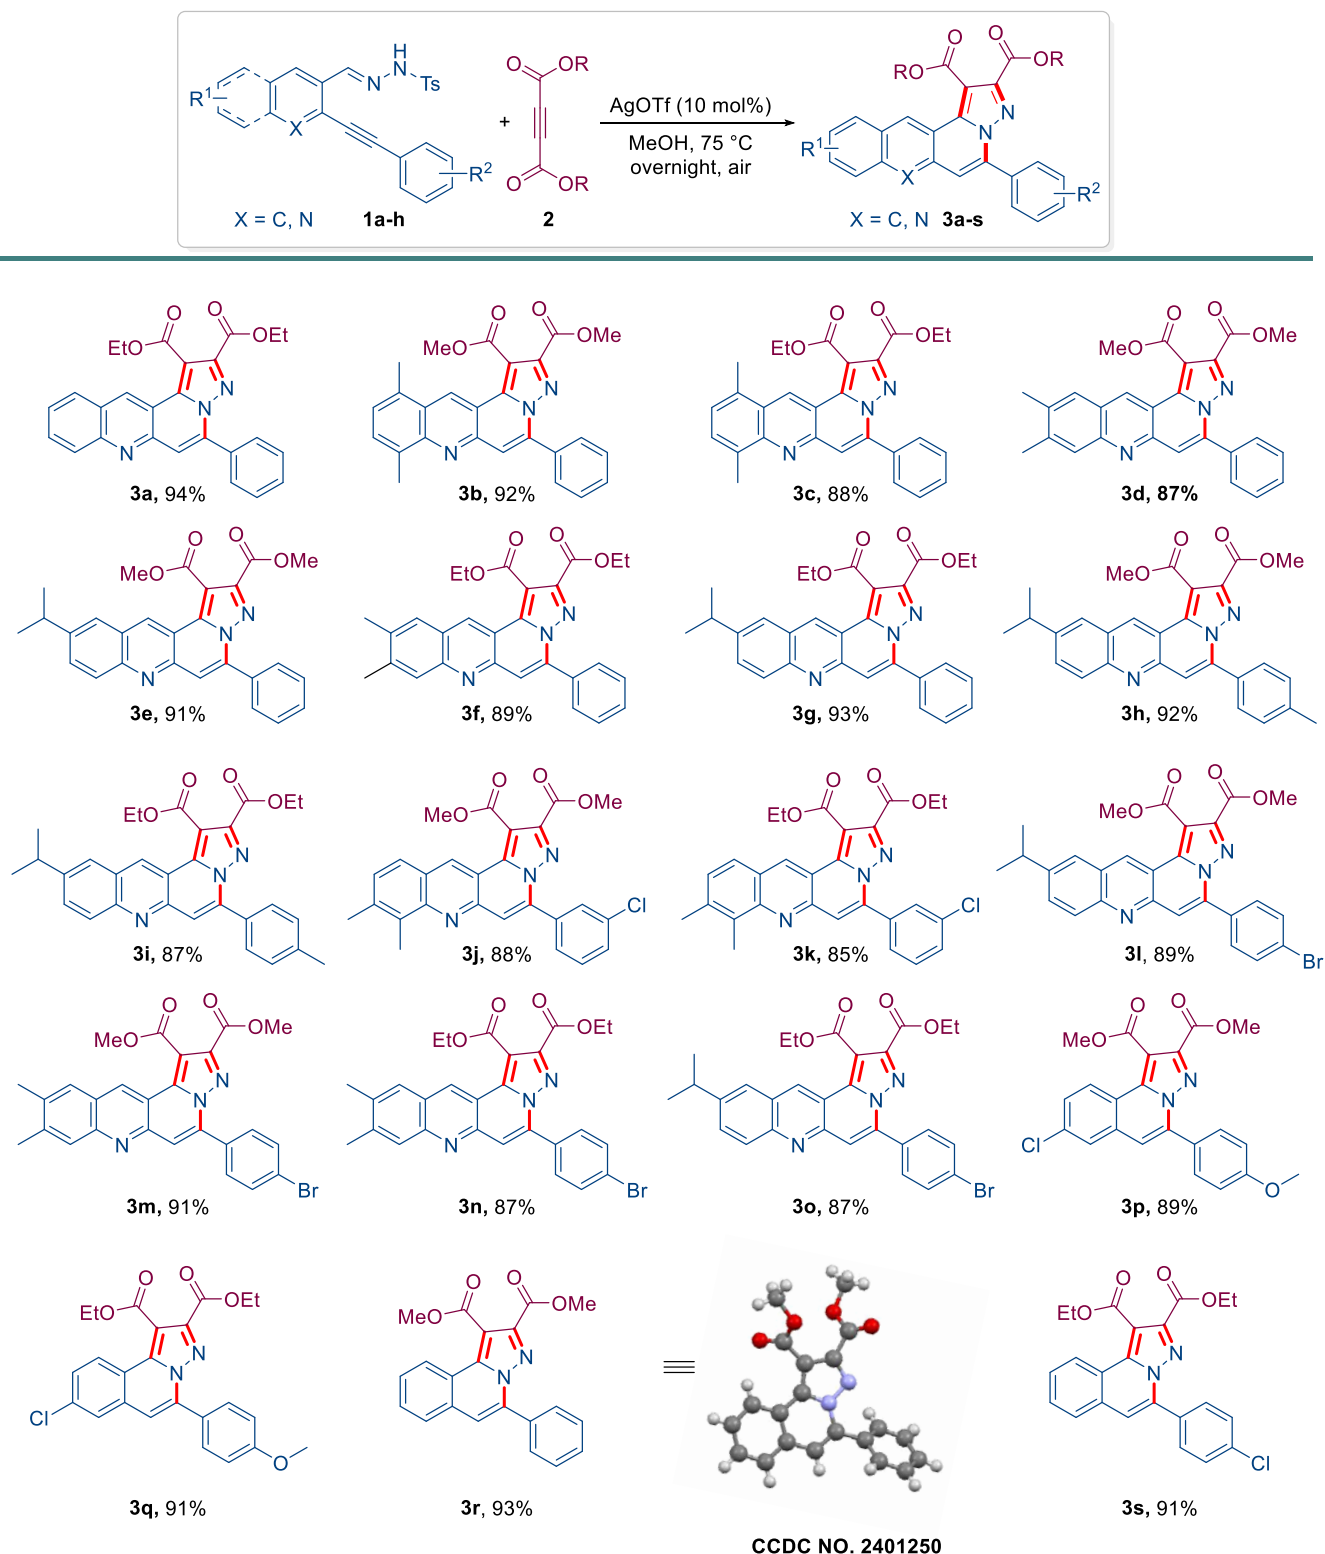 H
N
N
Ts
R¹
X
R²
X = C, N
1a-h
+
O
OR
O
OR
2
AgOTf (10 mol%)
MeOH, 75 °C
overnight, air
O
O
RO
OR
N
N
R¹
X
R²
X = C, N
3a-s
O
O
EtO
OEt
N
N
N
3a, 94%
O
O
MeO
OMe
N
N
N
3b, 92%
O
O
EtO
OEt
N
N
N
3c, 88%
O
O
MeO
OMe
N
N
N
3d, 87%
O
O
MeO
OMe
N
N
N
3e, 91%
O
O
EtO
OEt
N
N
N
3f, 89%
O
O
EtO
OEt
N
N
N
3g, 93%
O
O
MeO
OMe
N
N
N
3h, 92%
O
O
EtO
OEt
N
N
N
3i, 87%
O
O
MeO
OMe
N
N
N
Cl
3j, 88%
O
O
EtO
OEt
N
N
N
Cl
3k, 85%
O
O
MeO
OMe
N
N
N
Br
3l, 89%
O
O
MeO
OMe
N
N
N
Br
3m, 91%
O
O
EtO
OEt
N
N
N
Br
3n, 87%
O
O
EtO
OEt
N
N
N
Br
3o, 87%
O
O
MeO
OMe
N
N
Cl
O
3p, 89%
O
O
EtO
OEt
N
N
Cl
O
3q, 91%
O
O
MeO
OMe
N
N
3r, 93%
CCDC NO. 2401250
O
O
EtO
OEt
N
N
Cl
3s, 91%